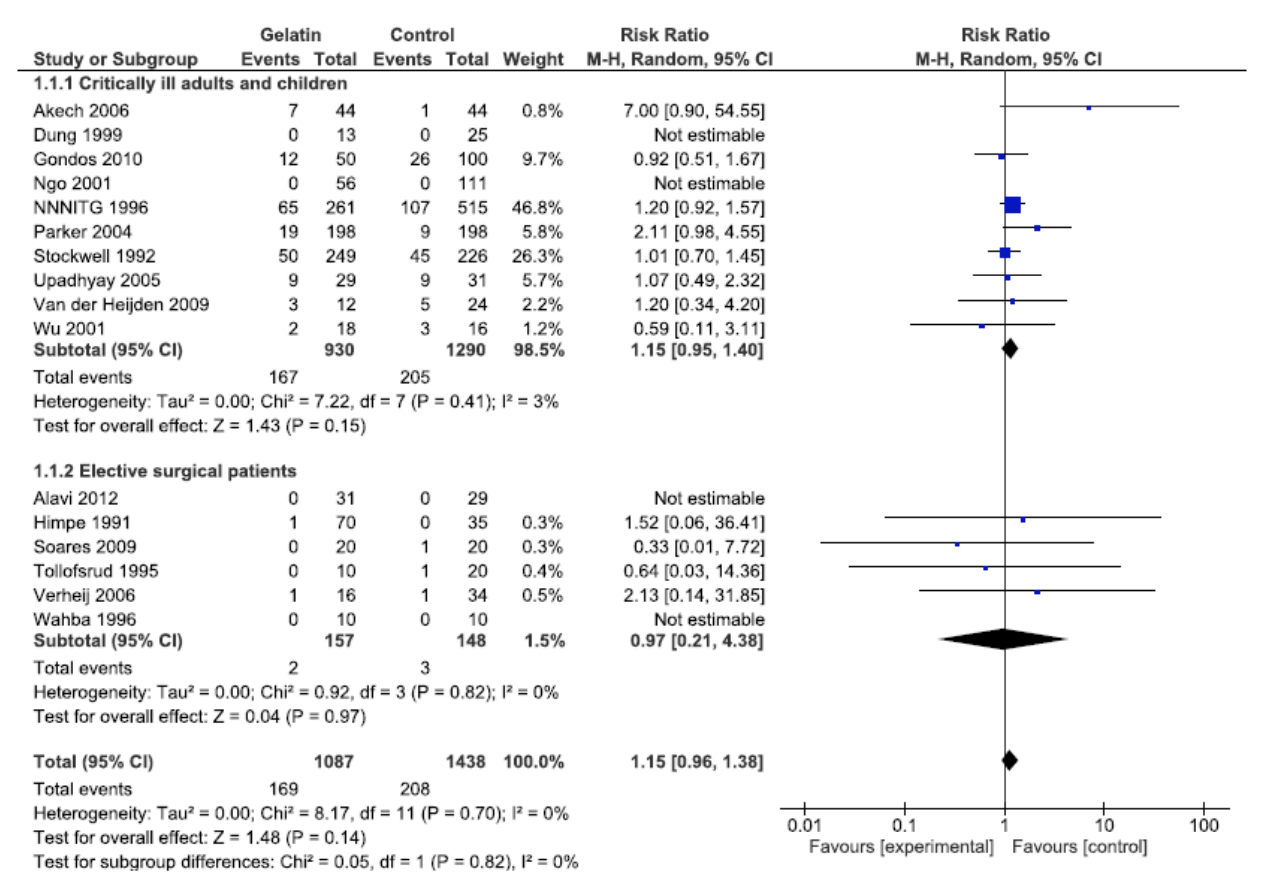 Gelatin Control Risk Ratio Risk Ratio
Study or Subgroup Events Total Events Total Weight M-H, Random, 95% CI M-H, Random, 95% CI
1.1.1 Critically ill adults and children
Akech 2006 7 44 1 44 0.8% 7.00 [0.90, 54.55]
Dung 1999 0 13 0 25 Not estimable
Gondos 2010 12 50 26 100 9.7% 0.92 [0.51, 1.67]
Ngo 2001 0 56 0 111 Not estimable
NNNITG 1996 65 261 107 515 46.8% 1.20 [0.92, 1.57]
Parker 2004 19 198 9 198 5.8% 2.11 [0.98, 4.55]
Stockwell 1992 50 249 45 226 26.3% 1.01 [0.70, 1.45]
Upadhyay 2005 9 29 9 31 5.7% 1.07 [0.49, 2.32]
Van der Heijden 2009 3 12 5 24 2.2% 1.20 [0.34, 4.20]
Wu 2001 2 18 3 16 1.2% 0.59 [0.11, 3.11]
Subtotal (95% CI) 930 1290 98.5% 1.15 [0.95, 1.40]
Total events 167 205
Heterogeneity: Tau² = 0.00; Chi² = 7.22, df = 7 (P = 0.41); I² = 3%
Test for overall effect: Z = 1.43 (P = 0.15)
1.1.2 Elective surgical patients
Alavi 2012 0 31 0 29 Not estimable
Himpe 1991 1 70 0 35 0.3% 1.52 [0.06, 36.41]
Soares 2009 0 20 1 20 0.3% 0.33 [0.01, 7.72]
Tollofsrud 1995 0 10 1 20 0.4% 0.64 [0.03, 14.36]
Verheij 2006 1 16 1 34 0.5% 2.13 [0.14, 31.85]
Wahba 1996 0 10 0 10 Not estimable
Subtotal (95% CI) 157 148 1.5% 0.97 [0.21, 4.38]
Total events 2 3
Heterogeneity: Tau² = 0.00; Chi² = 0.92, df = 3 (P = 0.82); I² = 0%
Test for overall effect: Z = 0.04 (P = 0.97)
Total (95% CI) 1087 1438 100.0% 1.15 [0.96, 1.38]
Total events 169 208
Heterogeneity: Tau² = 0.00; Chi² = 8.17, df = 11 (P = 0.70); I² = 0%
Test for overall effect: Z = 1.48 (P = 0.14)
Test for subgroup differences: Chi² = 0.05, df = 1 (P = 0.82), I² = 0%
0.01 0.1 1 10 100
Favours [experimental] Favours [control]